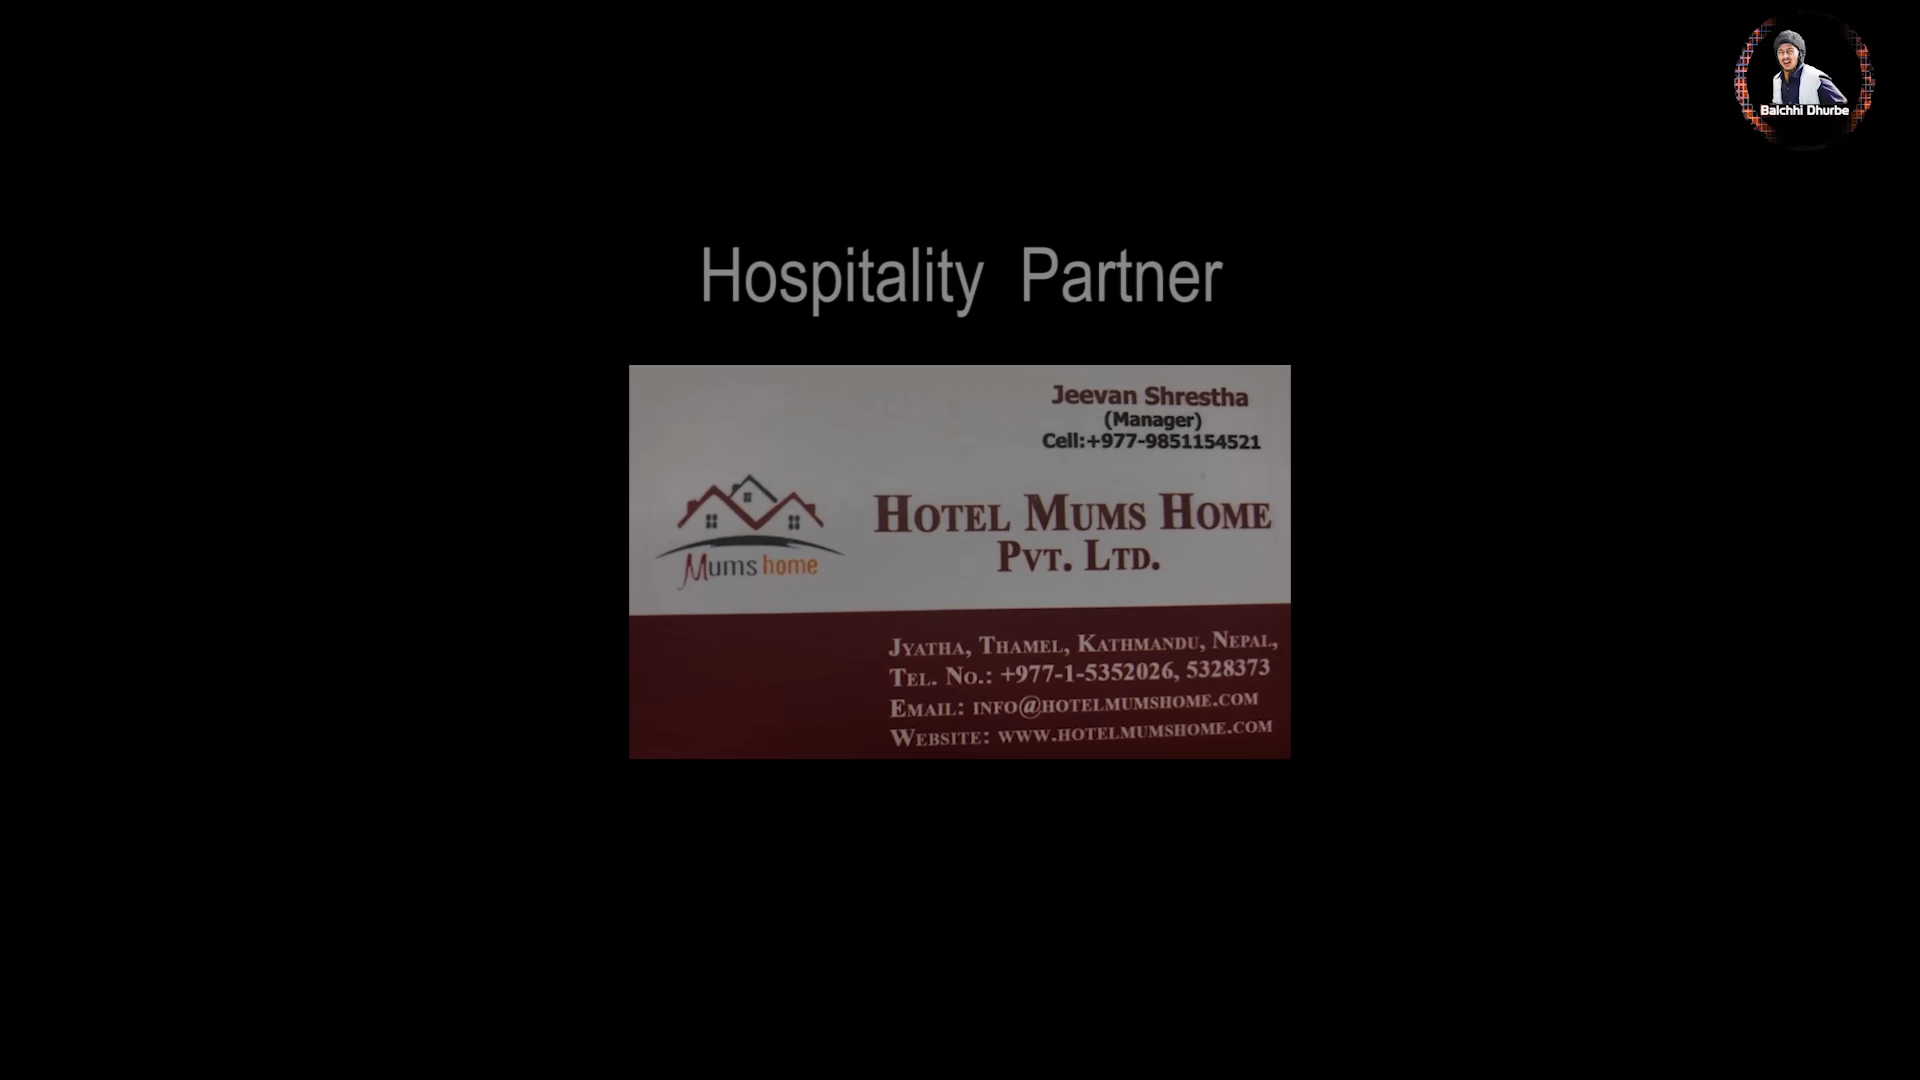 Balchhi Dhurbe
Hospitality Partner
Jeevan Shrestha
(Manager)
Cell:+977-9851154521
Mums home
HOTEL MUMS HOME
PVT. LTD.
JYATHA, THAMEL, KATHMANDU, NEPAL,
TEL. NO.: +977-1-5352026, 5328373
EMAIL: INFO@HOTELMUMSHOME.COM
WEBSITE: WWW.HOTELMUMSHOME.COM